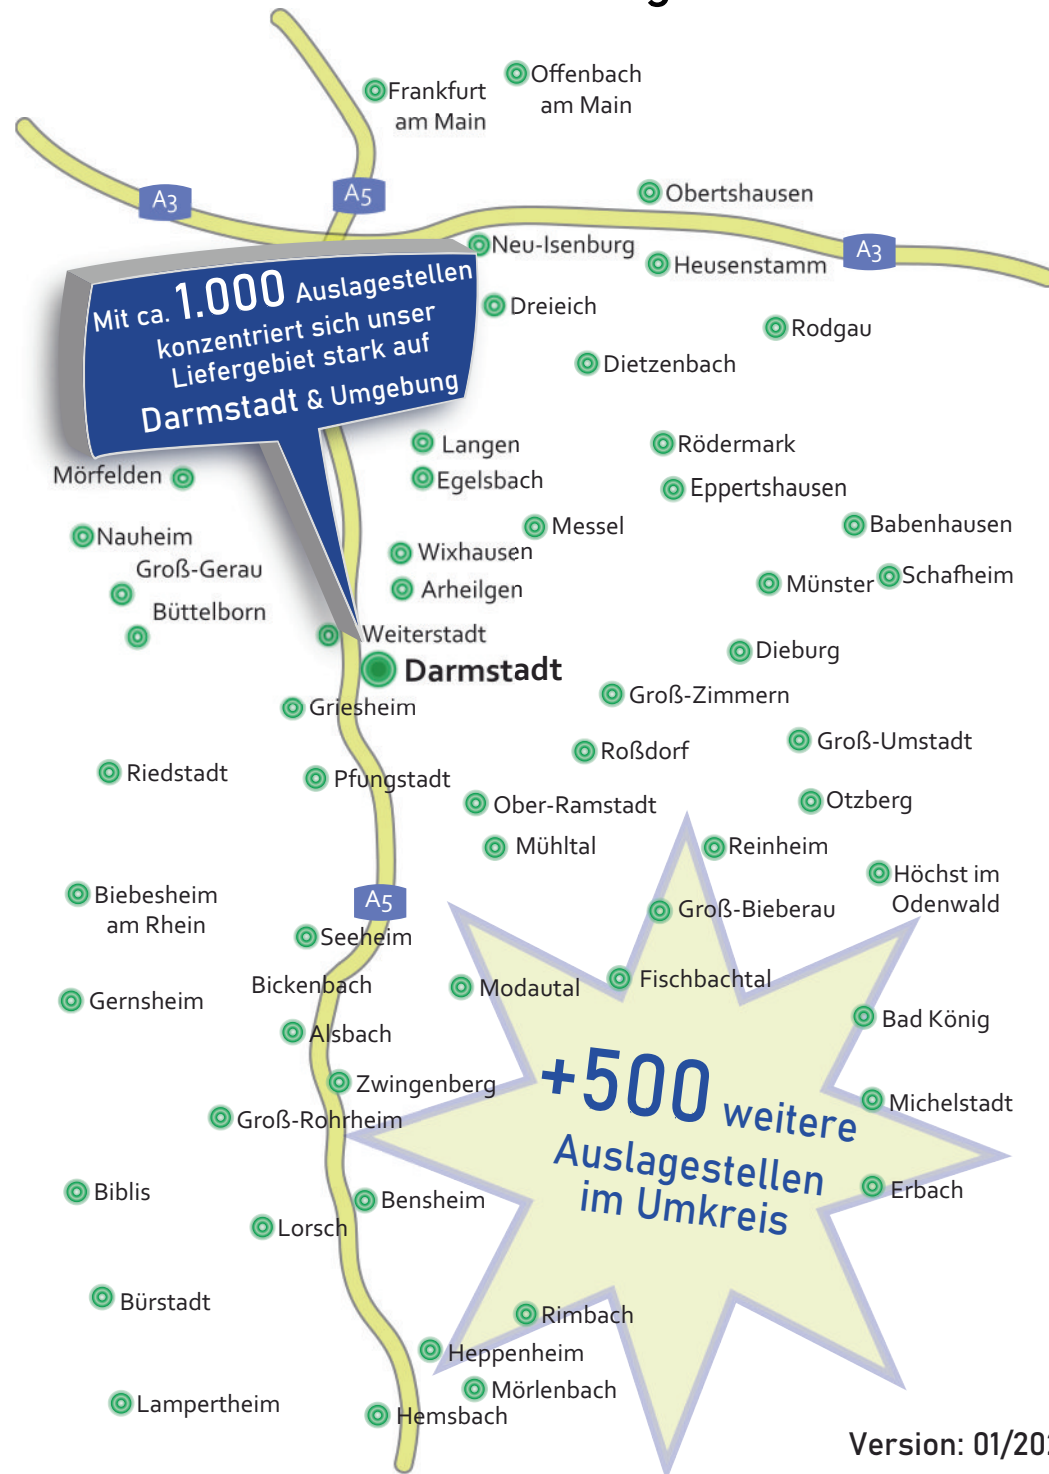 Offenbach
am Main
Frankfurt
am Main
A3
A5
Obertshausen
Neu-Isenburg
A3
Heusenstamm
Mit ca. 1.000 Auslagestellen
konzentriert sich unser
Liefergebiet stark auf
Darmstadt & Umgebung
Dreieich
Rodgau
Dietzenbach
Langen
Rödermark
Mörfelden
Egelsbach
Eppertshausen
Nauheim
Messel
Babenhausen
Wixhausen
Groß-Gerau
Arheilgen
Münster
Schafheim
Büttelborn
Weiterstadt
Dieburg
Darmstadt
Groß-Zimmern
Griesheim
Groß-Umstadt
Roßdorf
Riedstadt
Pfungstadt
Ober-Ramstadt
Otzberg
Mühltal
Reinheim
Höchst im
Odenwald
Biebesheim
am Rhein
A5
Groß-Bieberau
Seeheim
Bickenbach
Modautal
Fischbachtal
Gernsheim
Alsbach
Bad König
Zwingenberg
+500 weitere
Auslagestellen
im Umkreis
Michelstadt
Groß-Rohrheim
Biblis
Bensheim
Erbach
Lorsch
Bürstadt
Rimbach
Heppenheim
Mörlenbach
Lampertheim
Hemsbach
Version: 01/202